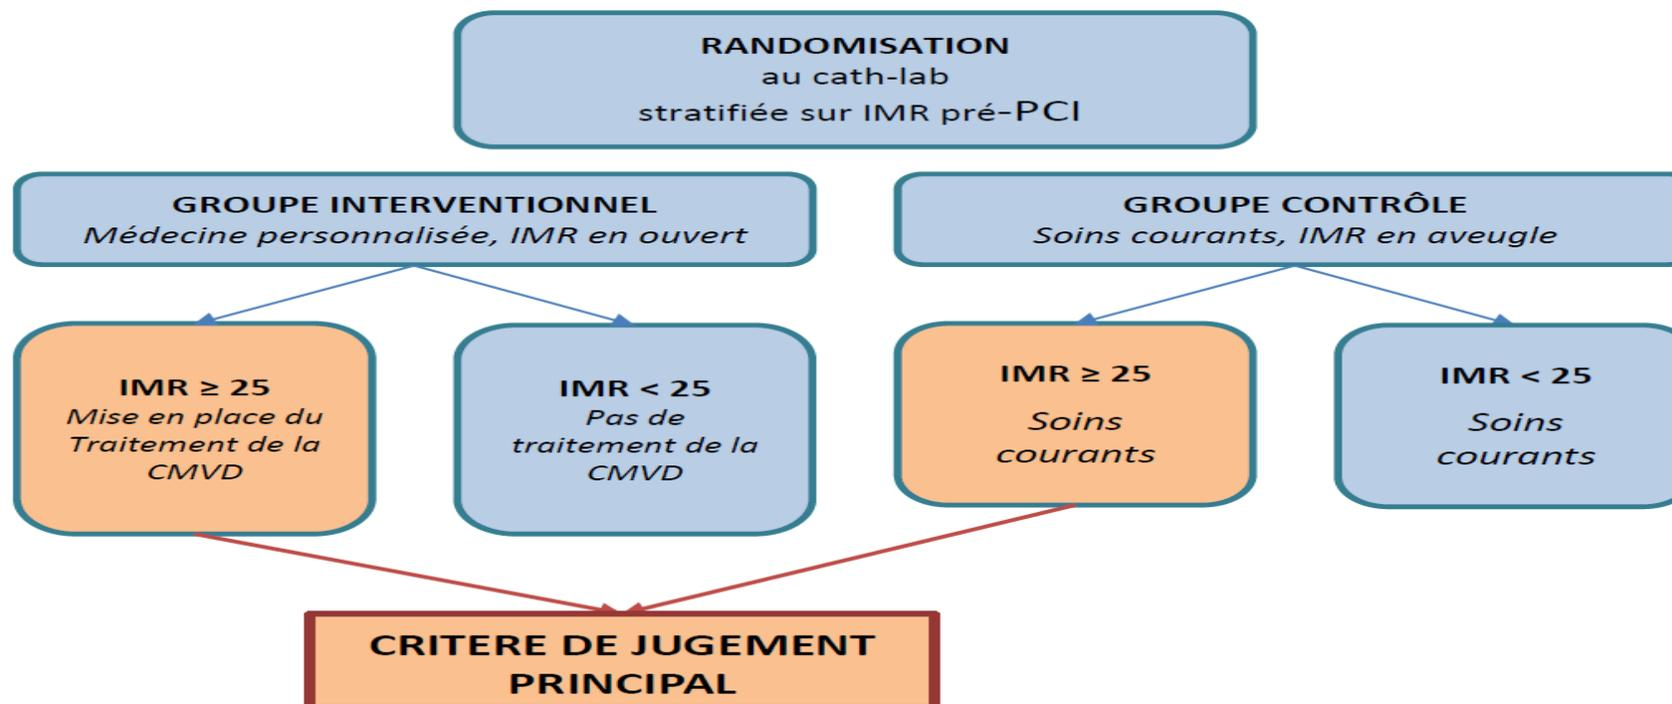 RANDOMISATION
au cath-lab
stratifiée sur IMR pré-PCI
GROUPE INTERVENTIONNEL
Médecine personnalisée, IMR en ouvert
GROUPE CONTRÔLE
Soins courants, IMR en aveugle
IMR ≥ 25
Mise en place du
Traitement de la
CMVD
IMR < 25
Pas de
traitement de la
CMVD
IMR ≥ 25
Soins
courants
IMR < 25
Soins
courants
CRITERE DE JUGEMENT
PRINCIPAL